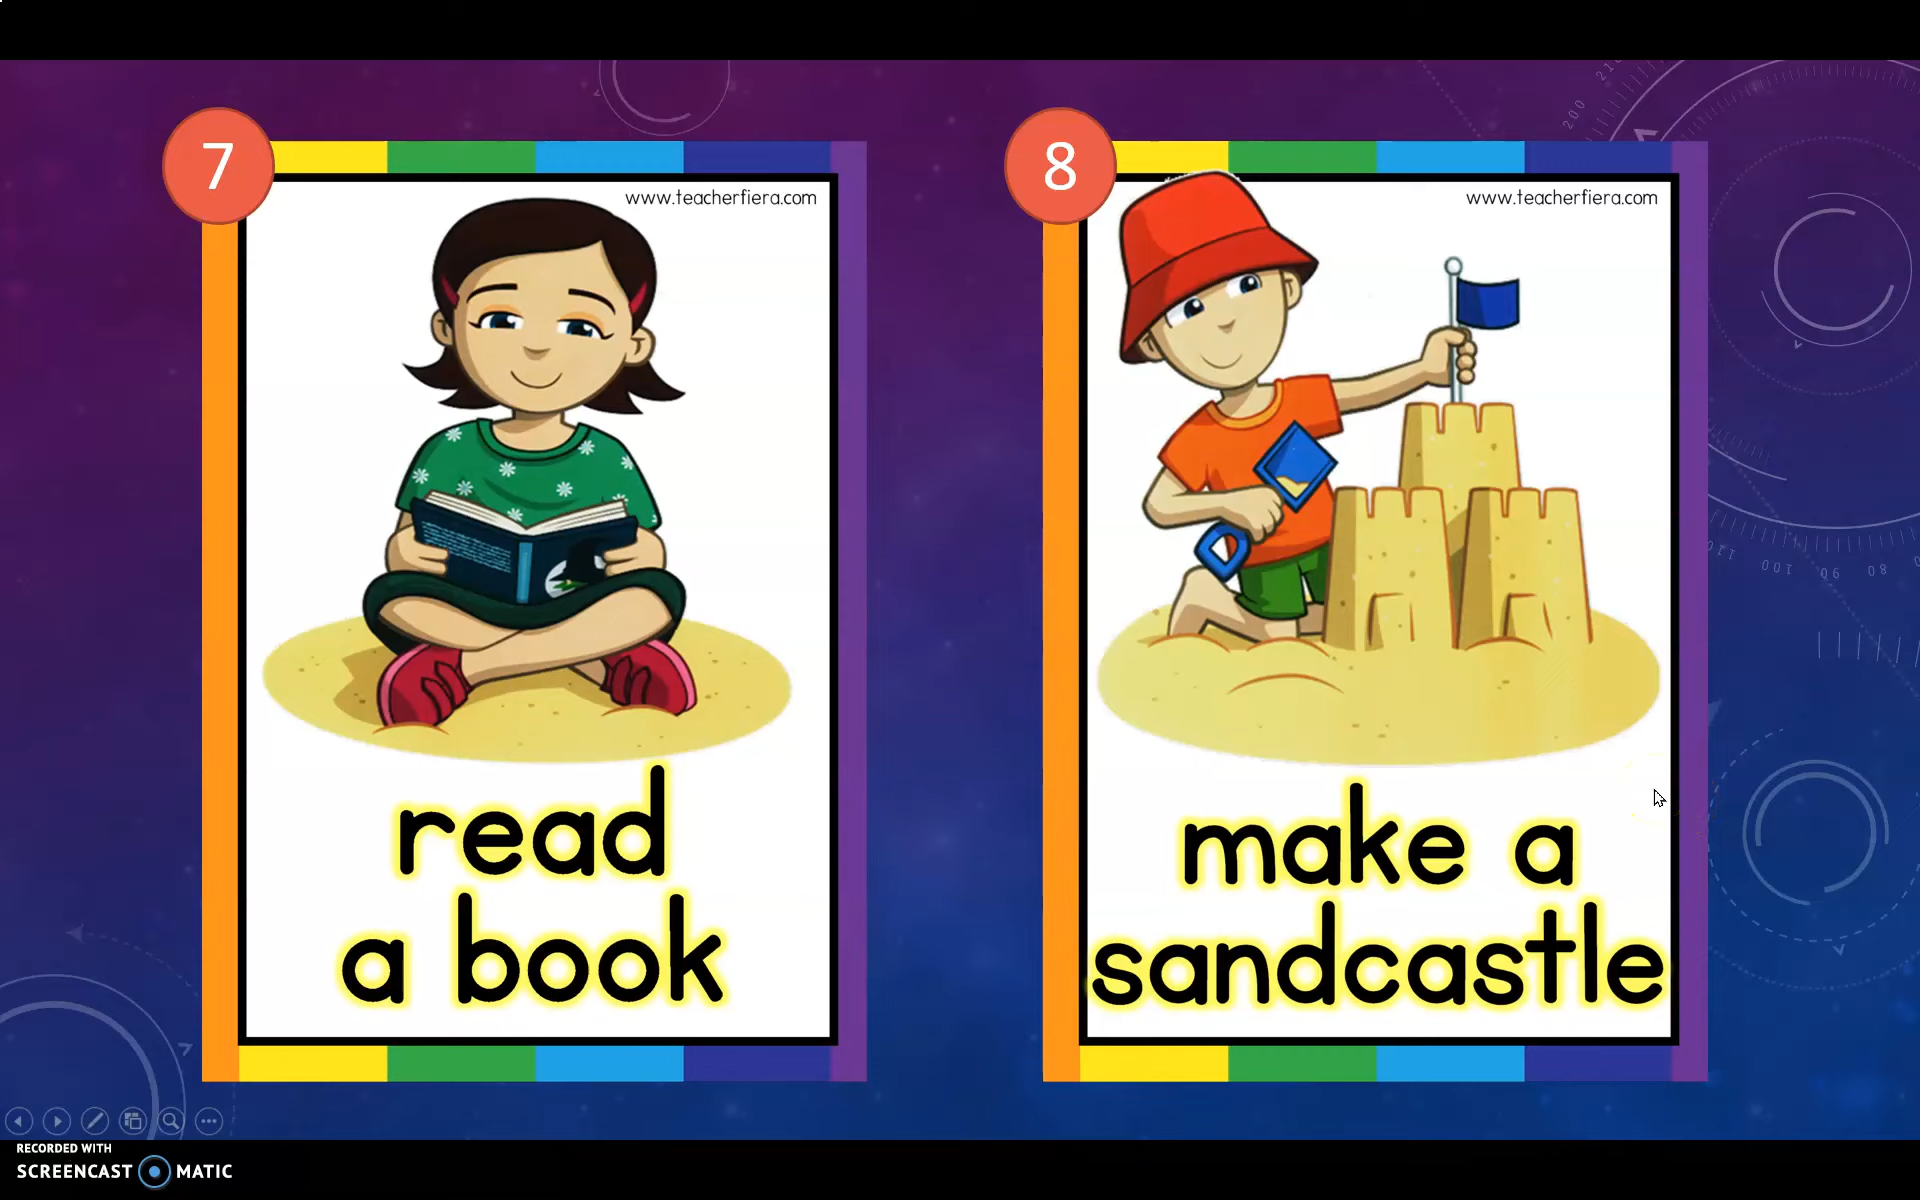 7
www.teacherfiera.com
read
a book
8
www.teacherfiera.com
make a
sandcastle
RECORDED WITH
SCREENCAST MATIC